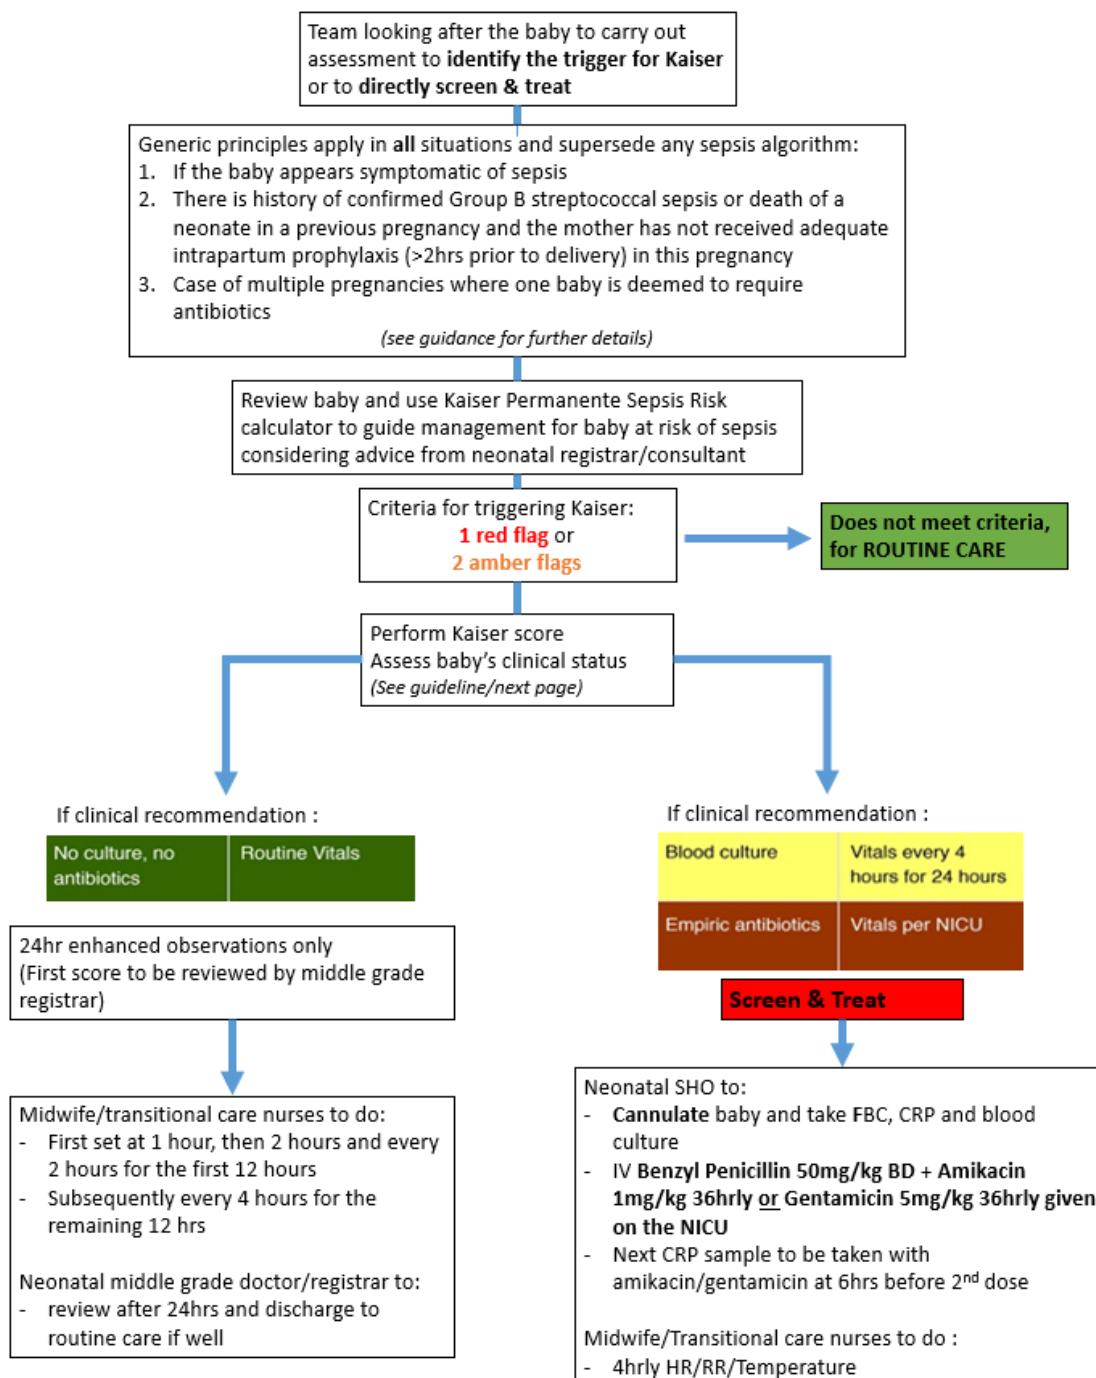 Team looking after the baby to carry out
assessment to identify the trigger for Kaiser
or to directly screen & treat
Generic principles apply in all situations and supersede any sepsis algorithm:
1. If the baby appears symptomatic of sepsis
2. There is history of confirmed Group B streptococcal sepsis or death of a
neonate in a previous pregnancy and the mother has not received adequate
intrapartum prophylaxis (>2hrs prior to delivery) in this pregnancy
3. Case of multiple pregnancies where one baby is deemed to require
antibiotics
(see guidance for further details)
Review baby and use Kaiser Permanente Sepsis Risk
calculator to guide management for baby at risk of sepsis
considering advice from neonatal registrar/consultant
Criteria for triggering Kaiser:
1 red flag or
2 amber flags
Does not meet criteria,
for ROUTINE CARE
Perform Kaiser score
Assess baby's clinical status
(See guideline/next page)
If clinical recommendation :
No culture, no
antibiotics
Routine Vitals
24hr enhanced observations only
(First score to be reviewed by middle grade
registrar)
Midwife/transitional care nurses to do:
- First set at 1 hour, then 2 hours and every
2 hours for the first 12 hours
- Subsequently every 4 hours for the
remaining 12 hrs
Neonatal middle grade doctor/registrar to:
- review after 24hrs and discharge to
routine care if well
If clinical recommendation :
Blood culture
Vitals every 4
hours for 24 hours
Empiric antibiotics
Vitals per NICU
Screen & Treat
Neonatal SHO to:
- Cannulate baby and take FBC, CRP and blood
culture
- IV Benzyl Penicillin 50mg/kg BD + Amikacin
1mg/kg 36hrly or Gentamicin 5mg/kg 36hrly given
on the NICU
- Next CRP sample to be taken with
amikacin/gentamicin at 6hrs before 2nd dose
Midwife/Transitional care nurses to do :
- 4hrly HR/RR/Temperature